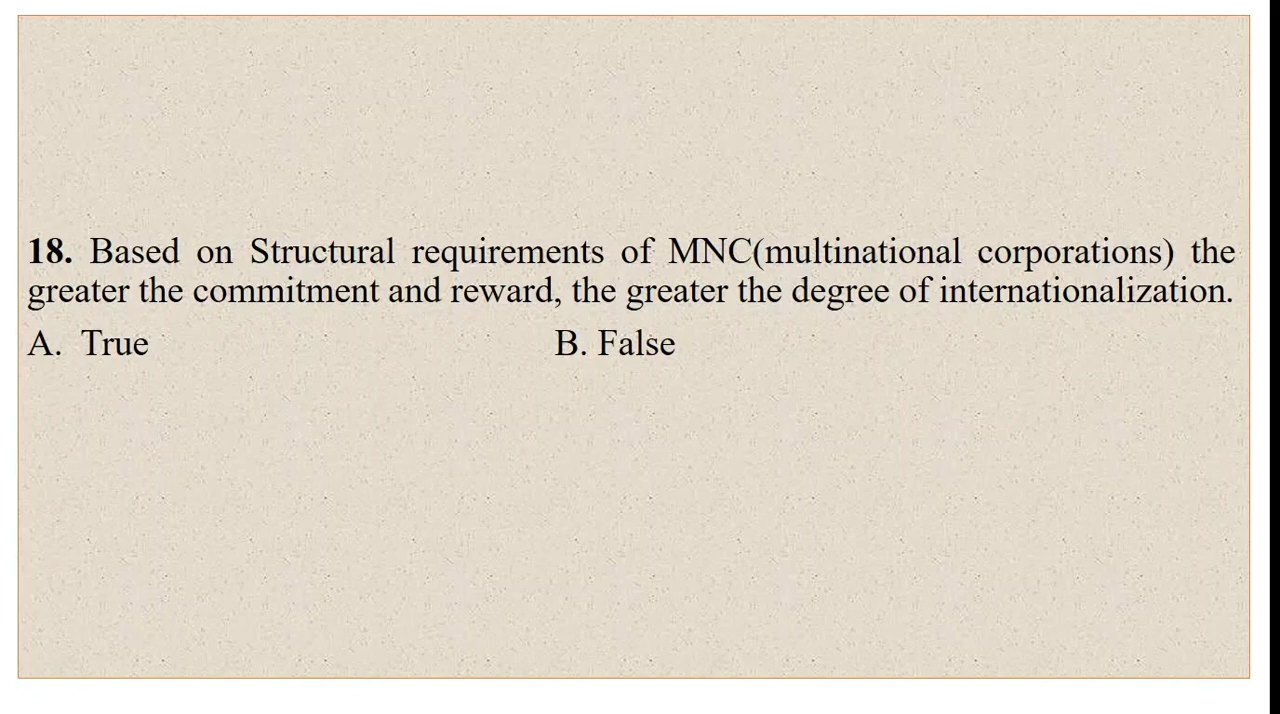 18. Based on Structural requirements of MNC(multinational corporations) the
greater the commitment and reward, the greater the degree of internationalization.
A. True B. False